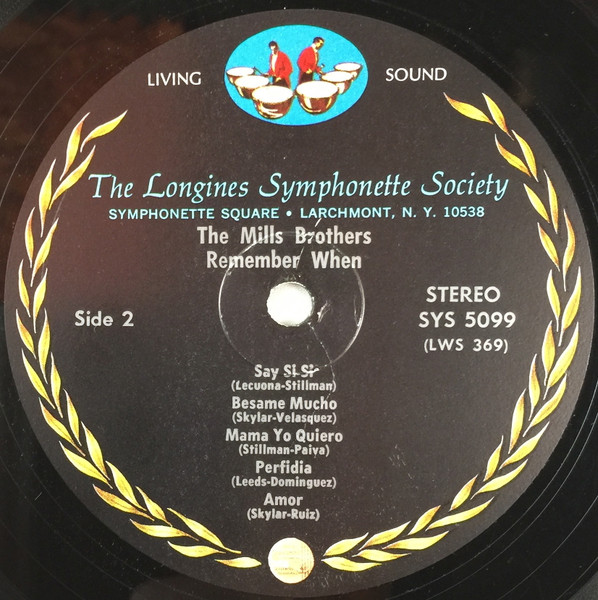 LIVING SOUND
The Longines Symphonette Society
SYMPHONETTE SQUARE • LARCHMONT, N. Y. 10538
The Mills Brothers
Remember When
Side 2
STEREO
SYS 5099
(LWS 369)
Say Si Si
(Lecuona-Stillman)
Besame Mucho
(Skylar-Velasquez)
Mama Yo Quiero
(Stillman-Paiva)
Perfidia
(Leeds-Dominguez)
Amor
(Skylar-Ruiz)